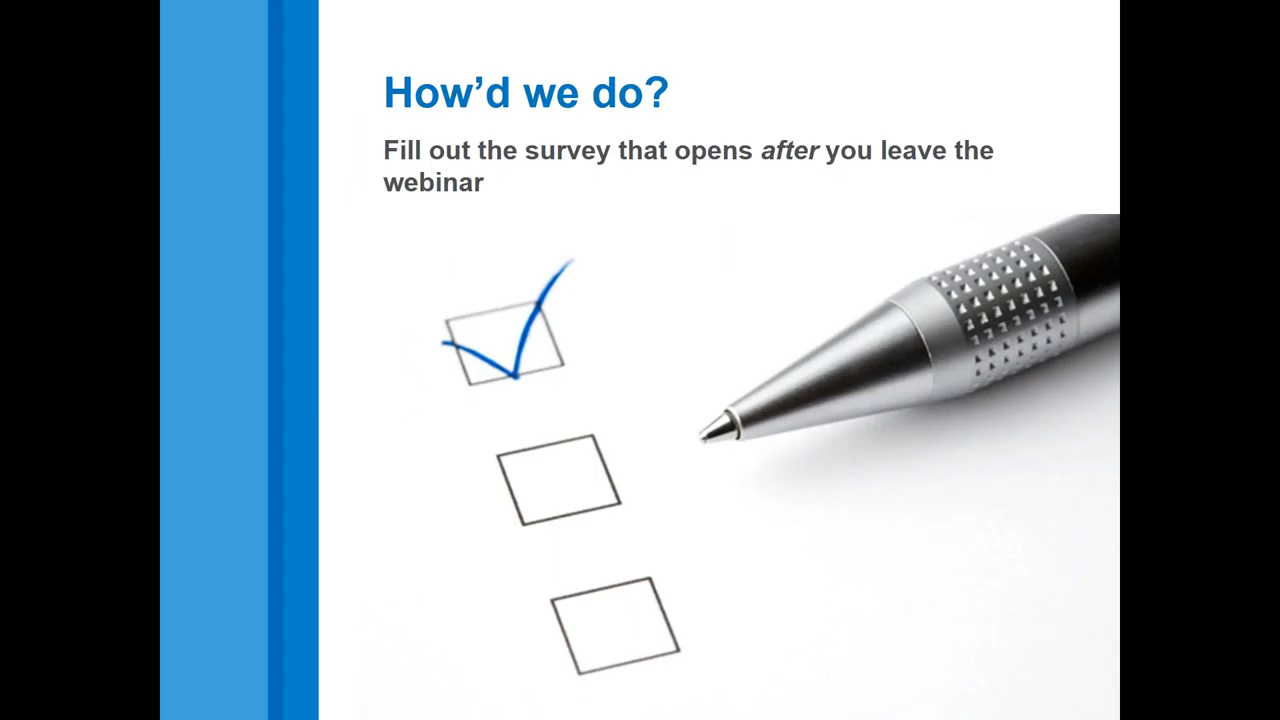 How’d we do?
Fill out the survey that opens after you leave the
webinar